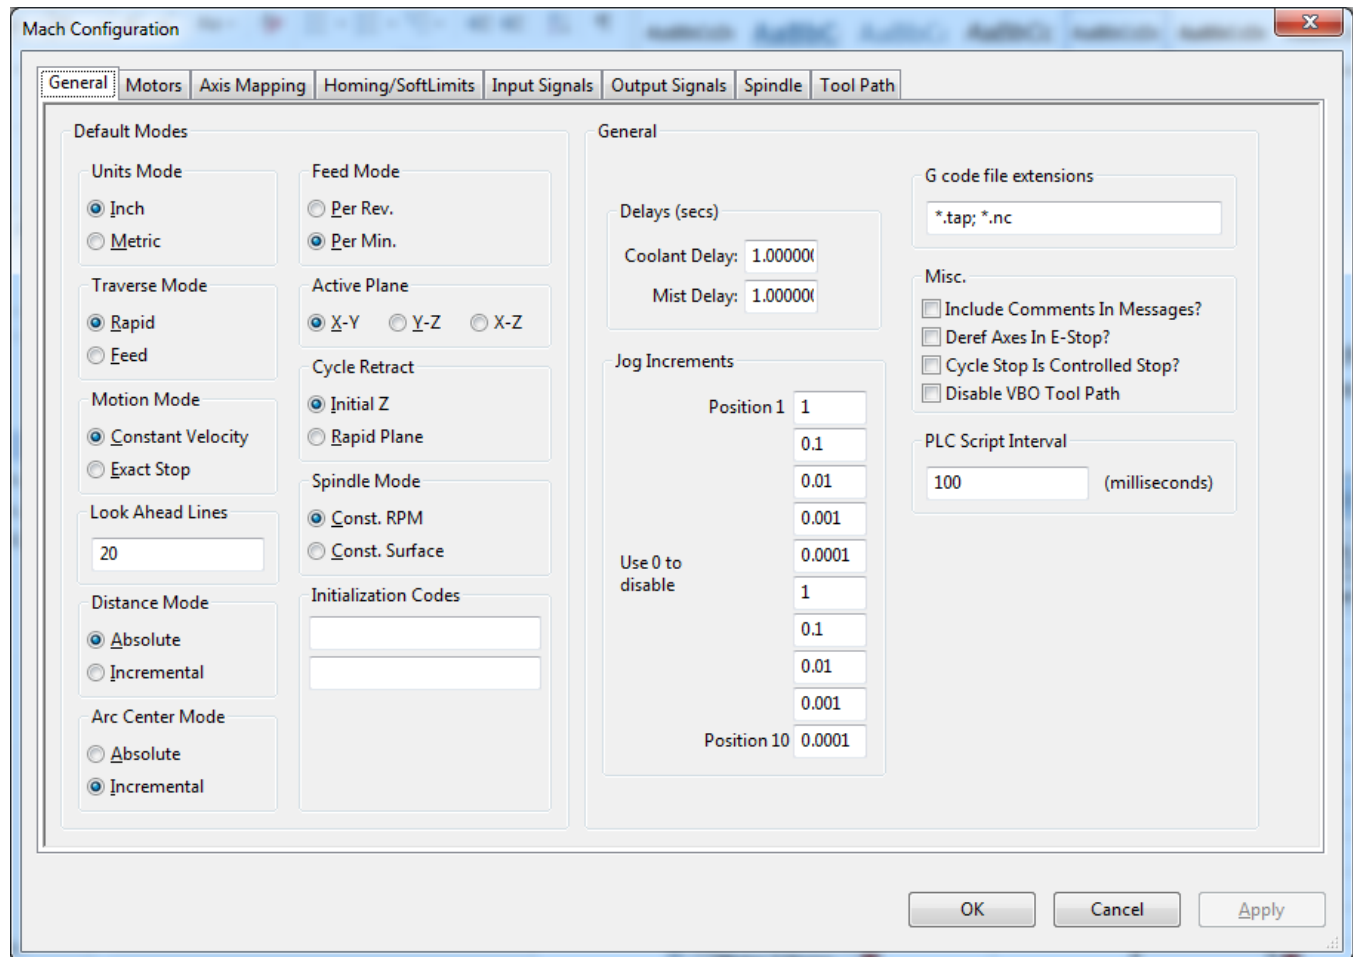 Mach Configuration
General Motors Axis Mapping Homing/SoftLimits Input Signals Output Signals Spindle Tool Path
Default Modes
Units Mode
Inch
Metric
Traverse Mode
Rapid
Feed
Motion Mode
Constant Velocity
Exact Stop
Look Ahead Lines
20
Distance Mode
Absolute
Incremental
Arc Center Mode
Absolute
Incremental
Feed Mode
Per Rev.
Per Min.
Active Plane
X-Y Y-Z X-Z
Cycle Retract
Initial Z
Rapid Plane
Spindle Mode
Const. RPM
Const. Surface
Initialization Codes
General
Delays (secs)
Coolant Delay: 1.00000
Mist Delay: 1.00000
Jog Increments
Position 1 1
0.1
0.01
0.001
0.0001
Use 0 to
disable
1
0.1
0.01
0.001
Position 10 0.0001
G code file extensions
*.tap; *.nc
Misc.
Include Comments In Messages?
Deref Axes In E-Stop?
Cycle Stop Is Controlled Stop?
Disable VBO Tool Path
PLC Script Interval
100 (milliseconds)
OK Cancel Apply